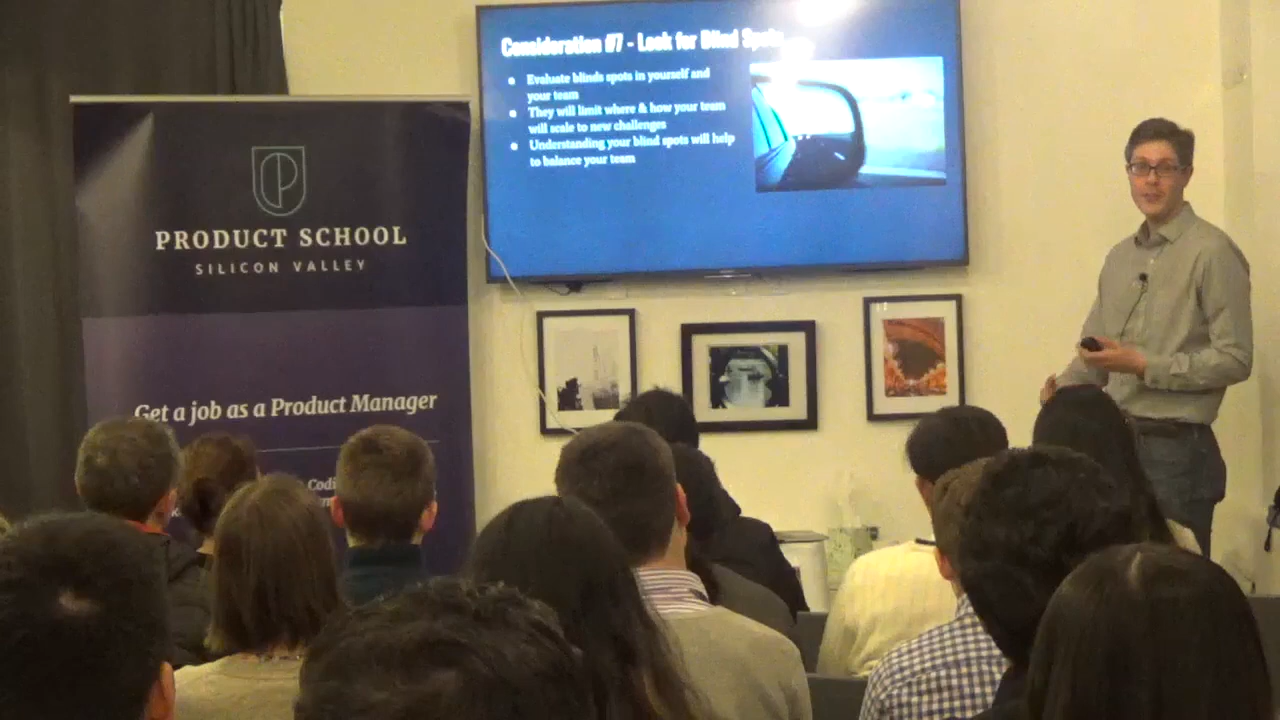 Consideration #7 - Look for Blind Spots
Evaluate blinds spots in yourself and
your team
They will limit where & how your team
will scale to new challenges
Understanding your blind spots will help
to balance your team
PRODUCT SCHOOL
SILICON VALLEY
Get a job as a Product Manager